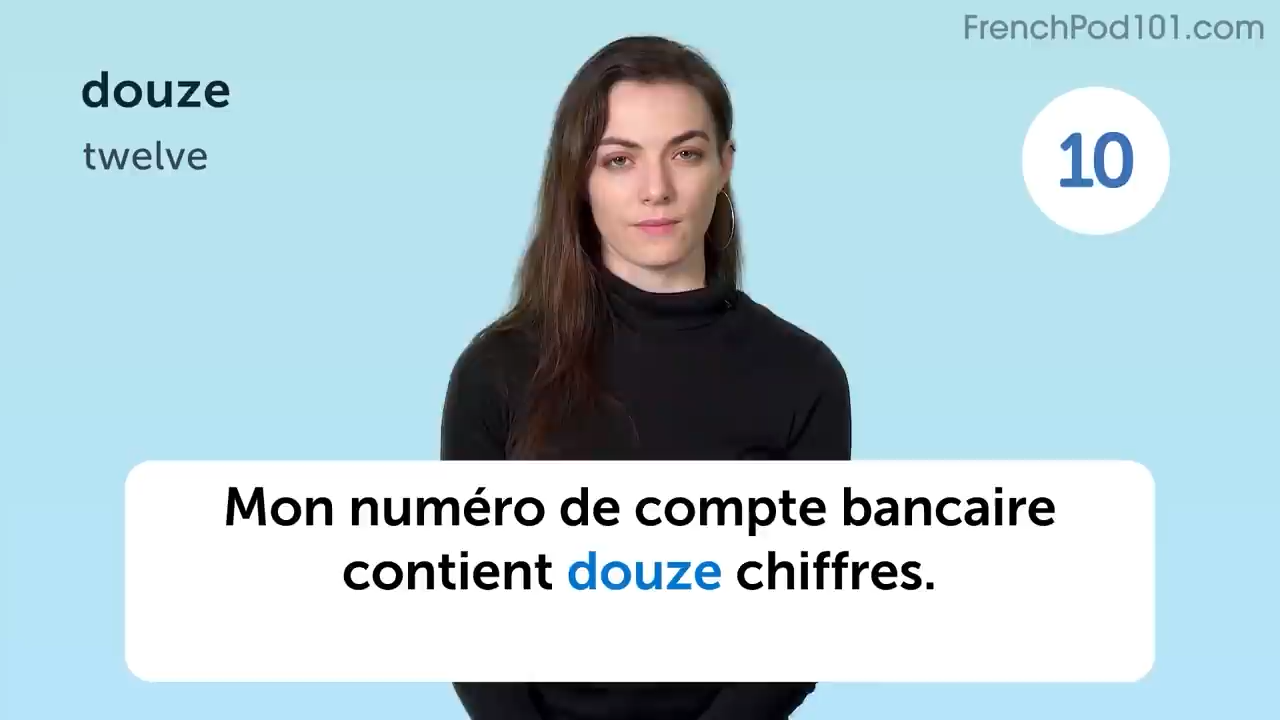 FrenchPod101.com
douze
twelve
10
Mon numéro de compte bancaire
contient douze chiffres.